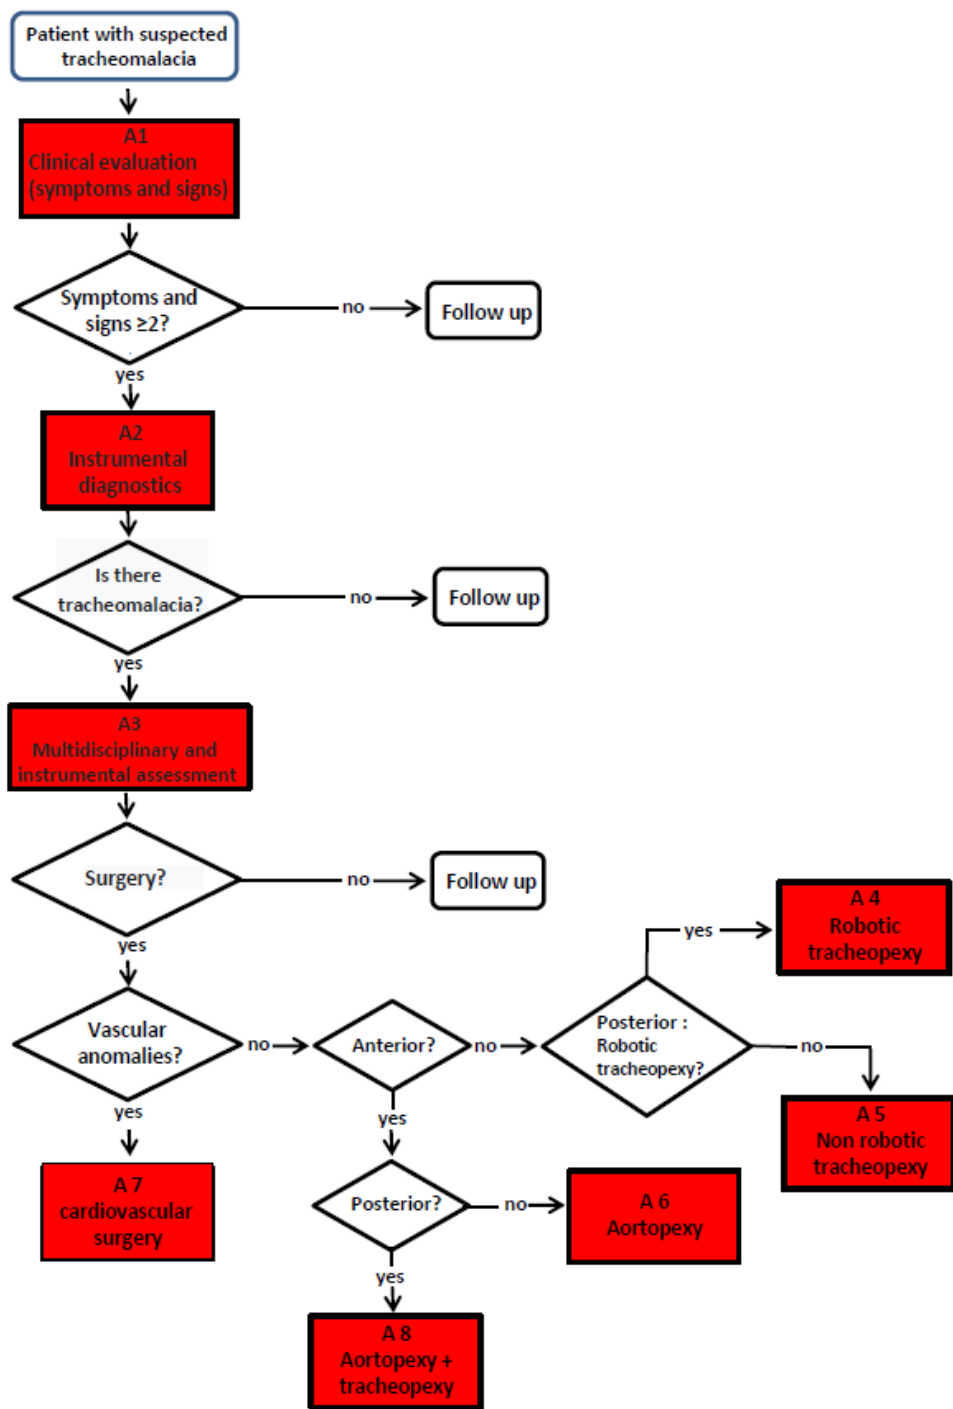 Patient with suspected
tracheomalacia
A1
Clinical evaluation
(symptoms and signs)
Symptoms and
signs ≥2?
no
Follow up
yes
A2
Instrumental
diagnostics
Is there
tracheomalacia?
no
Follow up
yes
A3
Multidisciplinary and
instrumental assessment
Surgery?
no
Follow up
yes
Vascular
anomalies?
no
Anterior?
no
Posterior :
Robotic
tracheopexy?
yes
A 4
Robotic
tracheopexy
no
A 5
Non robotic
tracheopexy
yes
A 7
cardiovascular
surgery
yes
Posterior?
no
A 6
Aortopexy
yes
A 8
Aortopexy +
tracheopexy